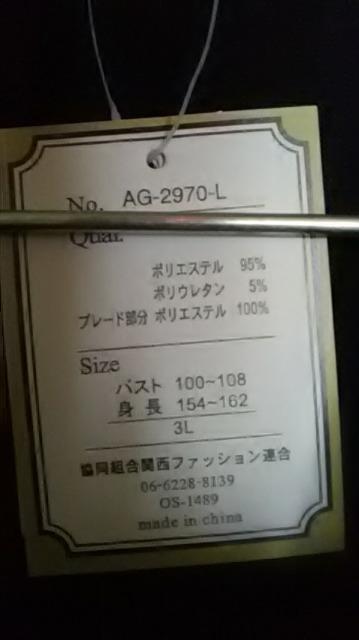 No. AG-2970-L
Qual.
ポリエステル 95%
ポリウレタン 5%
ブレード部分 ポリエステル 100%
Size
バスト 100~108
身長 154~162
3L
協同組合関西ファッション連合
06-6228-8139
OS-1489
made in china